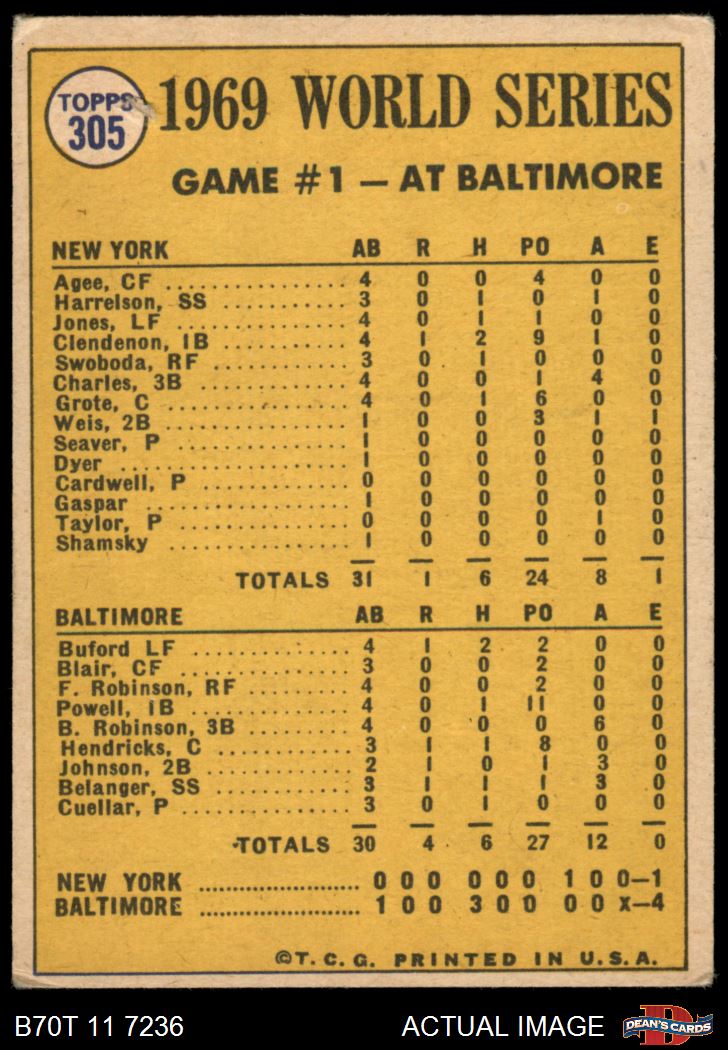 TOPPS
305
1969 WORLD SERIES
GAME #1 — AT BALTIMORE
NEW YORK AB R H PO A E
Agee, CF .................. 4 0 0 4 0 0
Harrelson, SS ............ 3 0 1 0 1 0
Jones, LF ................. 4 0 1 1 0 0
Clendenon, 1B ............ 4 1 2 9 1 0
Swoboda, RF .............. 3 0 1 0 0 0
Charles, 3B ............... 4 0 0 1 4 0
Grote, C .................. 4 0 1 6 0 0
Weis, 2B .................. 1 0 0 3 1 1
Seaver, P ................. 1 0 0 0 0 0
Dyer ...................... 1 0 0 0 0 0
Cardwell, P ............... 0 0 0 0 0 0
Gaspar .................... 1 0 0 0 0 0
Taylor, P ................. 0 0 0 0 1 0
Shamsky .................. 1 0 0 0 0 0
TOTALS 31 1 6 24 8 1
BALTIMORE AB R H PO A E
Buford LF ................. 4 1 2 2 0 0
Blair, CF .................. 3 0 0 2 0 0
F. Robinson, RF .......... 4 0 0 2 0 0
Powell, 1B ................ 4 0 1 11 0 0
B. Robinson, 3B .......... 4 0 0 0 6 0
Hendricks, C ............. 3 1 1 8 0 0
Johnson, 2B .............. 2 1 0 1 3 0
Belanger, SS ............. 3 1 1 1 3 0
Cuellar, P ................ 3 0 1 0 0 0
TOTALS 30 4 6 27 12 0
NEW YORK ...................... 0 0 0 0 0 0 1 0 0—1
BALTIMORE ...................... 1 0 0 3 0 0 0 0 x—4
©T. C. G. PRINTED IN U.S.A.
B70T 11 7236 ACTUAL IMAGE DEAN'S CARDS